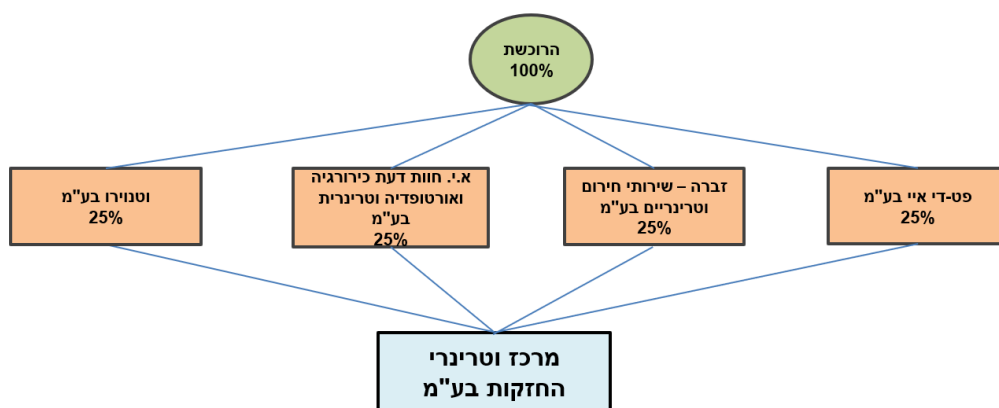 הרוכשת
100%
פט-די איי בע"מ
25%
זברה – שירותי חירום
וטרינריים בע"מ
25%
א.י. חוות דעת כירורגיה
ואורטופדיה וטרינרית
בע"מ
25%
וטנוירו בע"מ
25%
מרכז וטרינרי
החזקות בע"מ